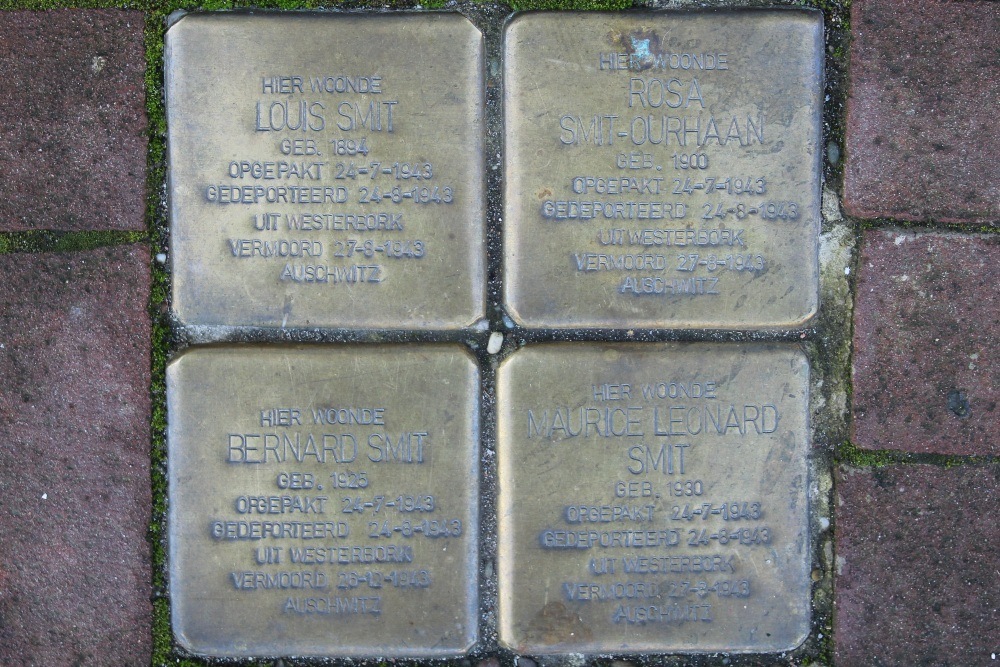 HIER WOONDE
LOUIS SMIT
GEB. 1894
OPGEPAKT 24-7-1943
GEDEPORTEERD 24-8-1943
UIT WESTERBORK
VERMOORD 27-8-1943
AUSCHWITZ
HIER WOONDE
ROSA
SMIT-OURHAAN
GEB. 1900
OPGEPAKT 24-7-1943
GEDEPORTEERD 24-8-1943
UIT WESTERBORK
VERMOORD 27-8-1943
AUSCHWITZ
HIER WOONDE
BERNARD SMIT
GEB.
OPGEPAKT 24-7-1943
GEDEPORTEERD 24-8-1943
UIT WESTERBORK
VERMOORD
AUSCHWITZ
HIER WOONDE
MAURICE LEONARD
SMIT
GEB. 1930
OPGEPAKT 24-7-1943
GEDEPORTEERD 24-8-1943
UIT WESTERBORK
VERMOORD 27-8-1943
AUSCHWITZ